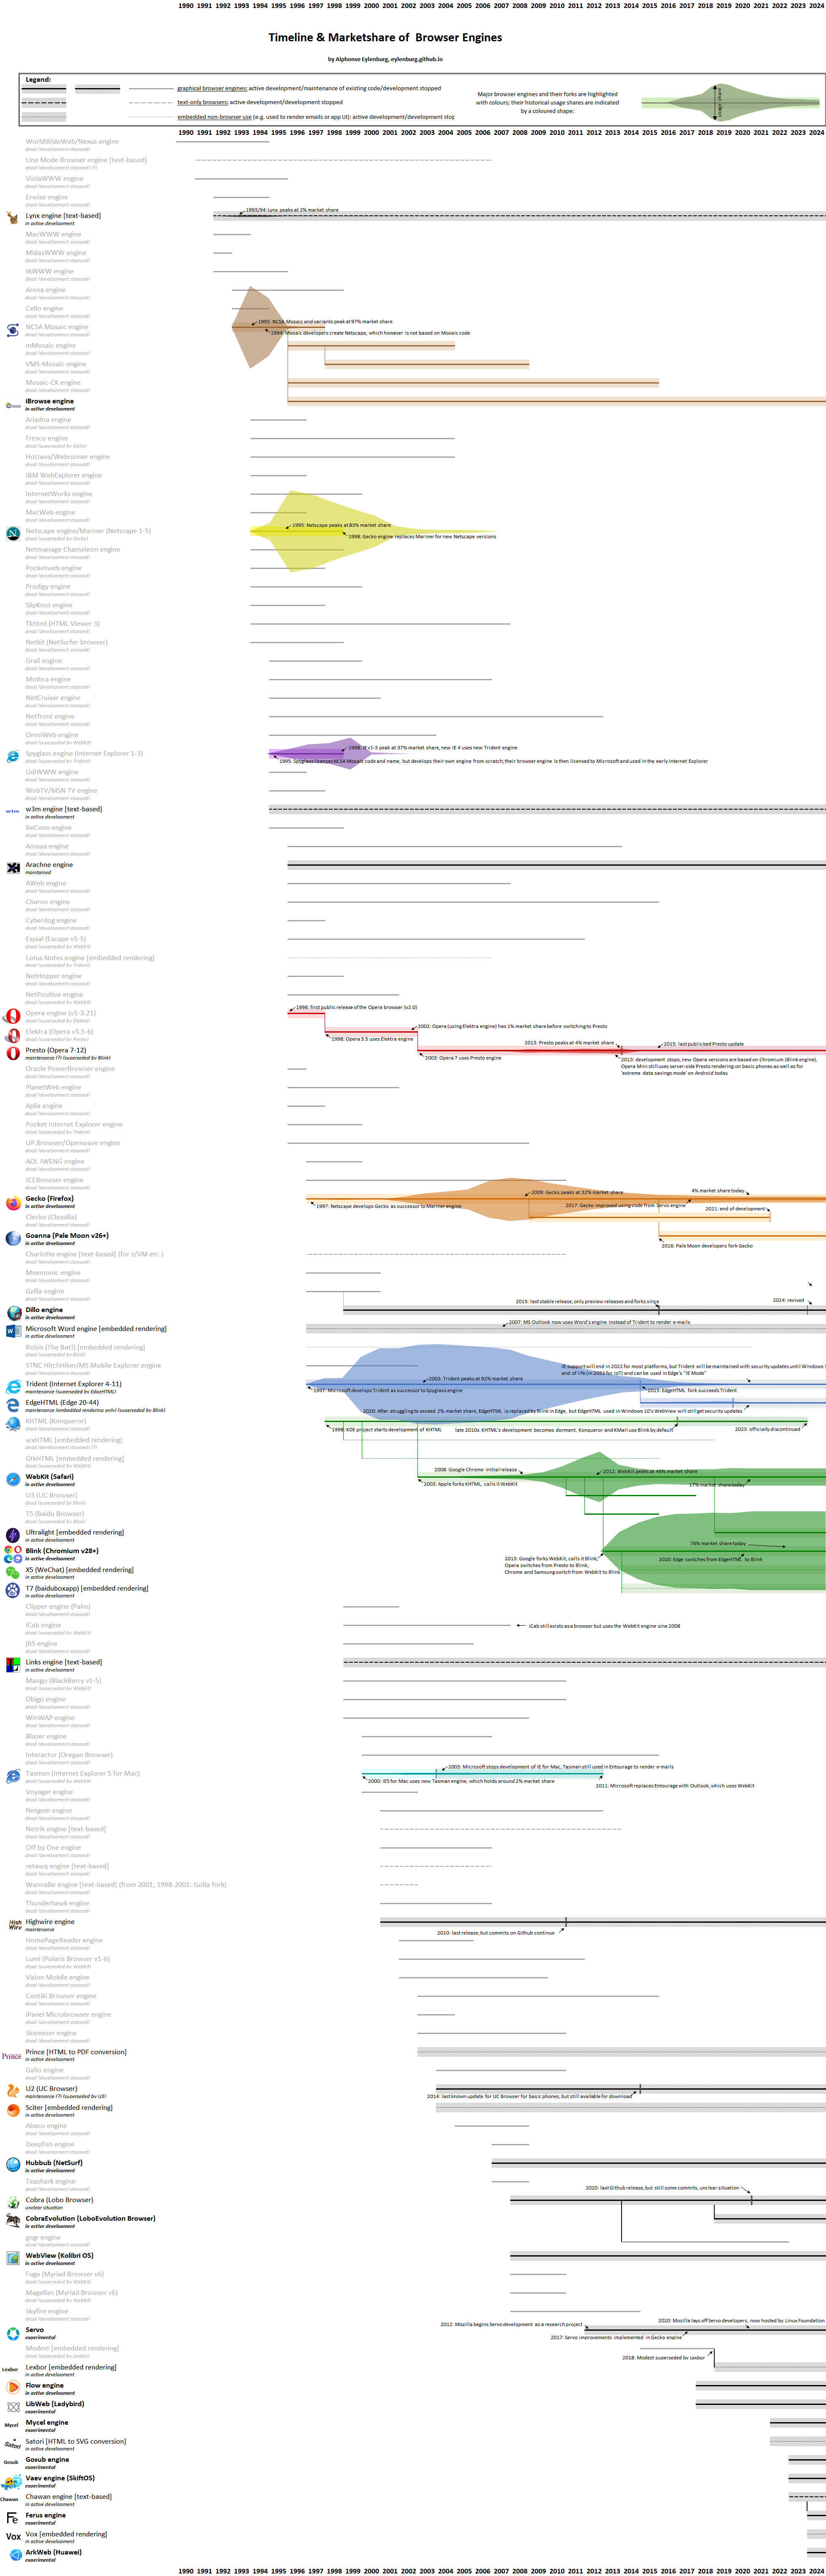 1990 1991 1992 1993 1994 1995 1996 1997 1998 1999 2000 2001 2002 2003 2004 2005 2006 2007 2008 2009 2010 2011 2012 2013 2014 2015 2016 2017 2018 2019 2020 2021 2022 2023 2024
Timeline & Marketshare of Browser Engines
by Alphonse Eylenburg, eylenburg.github.io
Legend:
graphical browser engines: active development/maintenance of existing code/development stopped
text-only browsers: active development/development stopped
embedded non-browser use (e.g. used to render emails or app UI): active development/development stop
Major browser engines and their forks are highlighted
with colours; their historical usage shares are indicated
by a coloured shape:
usage share
1990 1991 1992 1993 1994 1995 1996 1997 1998 1999 2000 2001 2002 2003 2004 2005 2006 2007 2008 2009 2010 2011 2012 2013 2014 2015 2016 2017 2018 2019 2020 2021 2022 2023 2024
WorldWideWeb/Nexus engine
dead (development stopped)
Line Mode Browser engine [text-based]
dead (development stopped) (?)
ViolaWWW engine
dead (development stopped)
Erwise engine
dead (development stopped)
1993/94: Lynx peaks at 2% market share
Lynx engine [text-based]
in active development
MacWWW engine
dead (development stopped)
MidasWWW engine
dead (development stopped)
tkWWW engine
dead (development stopped)
Arena engine
dead (development stopped)
Cello engine
dead (development stopped)
1993: NCSA Mosaic and variants peak at 97% market share
NCSA Mosaic engine
dead (development stopped)
1994: Mosaic developers create Netscape, which however is not based on Mosaic code
mMosaic engine
dead (development stopped)
VMS-Mosaic engine
dead (development stopped)
Mosaic-CK engine
dead (development stopped)
iBrowse engine
in active development
Ariadna engine
dead (development stopped)
Fresco engine
dead (superseded by Gallio)
HotJava/Webrunner engine
dead (development stopped)
IBM WebExplorer engine
dead (development stopped)
InternetWorks engine
dead (development stopped)
MacWeb engine
dead (development stopped)
1995: Netscape peaks at 83% market share
Netscape engine/Mariner (Netscape 1-5)
dead (superseded by Gecko)
1998: Gecko engine replaces Mariner for new Netscape versions
Netmanage Chameleon engine
dead (development stopped)
Pocketweb engine
dead (development stopped)
Prodigy engine
dead (development stopped)
SlipKnot engine
dead (development stopped)
Tkhtml (HTML Viewer 3)
dead (development stopped)
Netkit (NetSurfer browser)
dead (development stopped)
Grail engine
dead (development stopped)
Mothra engine
dead (development stopped)
NetCruiser engine
dead (development stopped)
Netfront engine
dead (development stopped)
OmniWeb engine
dead (superseded by WebKit)
1998: IE v1-3 peak at 37% market share, new IE 4 uses new Trident engine
Spyglass engine (Internet Explorer 1-3)
dead (superseded by Trident)
1995: Spyglass licenses NCSA Mosaic code and name, but develops their own engine from scratch; their browser engine is then licensed to Microsoft and used in the early Internet Explorer
UdiWWW engine
dead (development stopped)
WebTV/MSN TV engine
dead (development stopped)
w3m
w3m engine [text-based]
in active development
BeConn engine
dead (development stopped)
Amaya engine
dead (development stopped)
Arachne engine
maintained
AWeb engine
dead (development stopped)
Charon engine
dead (development stopped)
Cyberdog engine
dead (development stopped)
Espial (Escape v1-5)
dead (superseded by WebKit)
Lotus Notes engine [embedded rendering]
dead (superseded by Trident)
NetHopper engine
dead (development stopped)
NetPositive engine
dead (superseded by WebKit)
1996: first public release of the Opera browser (v2.0)
Opera engine (v1-3.21)
dead (superseded by Elektra)
2002: Opera (using Elektra engine) has 1% market share before switching to Presto
Elektra (Opera v3.5-6)
dead (superseded by Presto)
1998: Opera 3.5 uses Elektra engine
2013: Presto peaks at 4% market share
2015: last publicized Presto update
Presto (Opera 7-12)
maintenance (?) (superseded by Blink)
2003: Opera 7 uses Presto engine
2013: development stops, new Opera versions are based on Chromium (Blink engine),
Opera Mini still uses server-side Presto rendering on basic phones as well as for
'extreme data savings mode' on Android today
Oracle PowerBrowser engine
dead (development stopped)
PlanetWeb engine
dead (development stopped)
Aplix engine
dead (development stopped)
Pocket Internet Explorer engine
dead (superseded by Trident)
UP.Browser/Openwave engine
dead (development stopped)
AOL IWENG engine
dead (development stopped)
ICEBrowser engine
dead (development stopped)
2009: Gecko peaks at 32% market share
4% market share today
Gecko (Firefox)
in active development
1997: Netscape develops Gecko as successor to Mariner engine
2017: Gecko improved using code from Servo engine
2021: end of development
Clecko (Classilla)
dead (development stopped)
Goanna (Pale Moon v26+)
in active development
2016: Pale Moon developers fork Gecko
Charlotte engine [text-based] (for z/VM etc.)
dead (development stopped)
Mnemonic engine
dead (development stopped)
Gzilla engine
dead (development stopped)
2015: last stable release, only preview releases and forks since
2024: revived
Dillo engine
in active development
2007: MS Outlook now uses Word's engine instead of Trident to render e-mails
Microsoft Word engine [embedded rendering]
in active development
Robin (The Bat!) [embedded rendering]
dead (superseded by Blink)
STNC HitchHiker/MS Mobile Explorer engine
dead (development stopped)
IE support will end in 2022 for most platforms, but Trident will be maintained with security updates until Windows
end of life (in 2032 for IoT) and can be used in Edge's "IE Mode"
2003: Trident peaks at 92% market share
Trident (Internet Explorer 4-11)
maintenance (superseded by EdgeHTML)
1997: Microsoft develops Trident as successor to Spyglass engine
2015: EdgeHTML fork succeeds Trident
EdgeHTML (Edge 20-44)
maintenance (embedded rendering only) (superseded by Blink)
2020: After struggling to exceed 2% market share, EdgeHTML is replaced by Blink in Edge, but EdgeHTML used in Windows 10's WebView will still get security updates
KHTML (Konqueror)
dead (superseded by WebKit)
1998: KDE project starts development of KHTML
late 2010s: KHTML's development becomes dormant, Konqueror and KMail use Blink by default
2023: officially discontinued
wxHTML [embedded rendering]
dead (development stopped) (?)
GtkHTML [embedded rendering]
dead (superseded by WebKit)
2008: Google Chrome initial release
2012: WebKit peaks at 49% market share
WebKit (Safari)
in active development
2003: Apple forks KHTML, calls it WebKit
17% market share today
U3 (UC Browser)
dead (superseded by Blink)
T5 (Baidu Browser)
dead (superseded by Blink)
Ultralight [embedded rendering]
in active development
76% market share today
Blink (Chromium v28+)
in active development
2013: Google forks WebKit, calls it Blink;
Opera switches from Presto to Blink;
Chrome and Samsung switch from WebKit to Blink
2020: Edge switches from EdgeHTML to Blink
X5 (WeChat) [embedded rendering]
in active development
T7 (baiduboxapp) [embedded rendering]
in active development
Clipper engine (Palm)
dead (development stopped)
iCab engine
dead (superseded by WebKit)
iCab still exists as a browser but uses the WebKit engine sine 2008
jB5 engine
dead (development stopped)
Links engine [text-based]
in active development
Mango (BlackBerry v1-5)
dead (superseded by WebKit)
Obigo engine
dead (development stopped)
WinWAP engine
dead (development stopped)
Blazer engine
dead (development stopped)
Interactor (Oregan Browser)
dead (development stopped)
2003: Microsoft stops development of IE for Mac, Tasman still used in Entourage to render e-mails
Tasman (Internet Explorer 5 for Mac)
dead (superseded by WebKit)
2000: IE5 for Mac uses new Tasman engine, which holds around 2% market share
2011: Microsoft replaces Entourage with Outlook, which uses WebKit
Voyager engine
dead (development stopped)
Netgem engine
dead (development stopped)
Netrik engine [text-based]
dead (development stopped)
Off by One engine
dead (development stopped)
retawq engine [text-based]
dead (development stopped)
WannaBe engine [text-based] (from 2001; 1998-2001: Gzilla fork)
dead (development stopped)
Thunderhawk engine
dead (development stopped)
High Wire
Highwire engine
maintenance
2010: last release, but commits on Github continue
HomePageReader engine
dead (development stopped)
Lumi (Polaris Browser v1-6)
dead (superseded by WebKit)
Vision Mobile engine
dead (development stopped)
Contiki Browser engine
dead (development stopped)
iPanel Microbrowser engine
dead (development stopped)
Skweezer engine
dead (development stopped)
Prince
Prince [HTML to PDF conversion]
in active development
Galio engine
dead (development stopped)
U2 (UC Browser)
maintenance (?) (superseded by U3)
2014: last known update for UC Browser for basic phones, but still available for download
Sciter [embedded rendering]
in active development
Abaco engine
dead (development stopped)
Deepfish engine
dead (development stopped)
Hubbub (NetSurf)
in active development
Teashark engine
dead (development stopped)
2020: last Github release, but still some commits, unclear situation
Cobra (Lobo Browser)
unclear situation
CobraEvolution (LoboEvolution Browser)
in active development
gngr engine
dead (development stopped)
WebView (Kolibri OS)
in active development
Fugu (Myriad Browser v6)
dead (superseded by WebKit)
Magellan (Myriad Browser v6)
dead (superseded by WebKit)
Skyfire engine
dead (development stopped)
2012: Mozilla begins Servo development as a research project
2020: Mozilla lays off Servo developers, now hosted by Linux Foundation
Servo
experimental
2017: Servo improvements implemented in Gecko engine
Modest [embedded rendering]
dead (superseded by Lexbor)
2018: Modest superseded by Lexbor
Lexbor
Lexbor [embedded rendering]
in active development
Flow engine
in active development
LibWeb (Ladybird)
experimental
Mycel
Mycel engine
experimental
Satori
Satori [HTML to SVG conversion]
in active development
Gosub
Gosub engine
experimental
Vaev engine (SkiftOS)
experimental
Chawan
Chawan engine [text-based]
in active development
Fe
Ferus engine
experimental
Vox
Vox [embedded rendering]
in active development
ArkWeb (Huawei)
experimental
1990 1991 1992 1993 1994 1995 1996 1997 1998 1999 2000 2001 2002 2003 2004 2005 2006 2007 2008 2009 2010 2011 2012 2013 2014 2015 2016 2017 2018 2019 2020 2021 2022 2023 2024